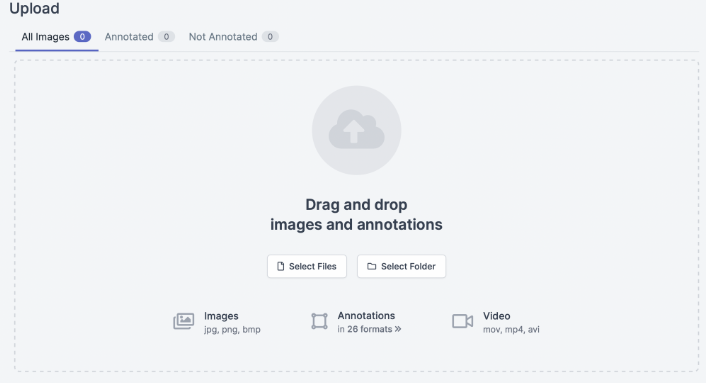 Upload
All Images 0 Annotated 0 Not Annotated 0
Drag and drop
images and annotations
Select Files Select Folder
Images Annotations Video
jpg, png, bmp in 26 formats » mov, mp4, avi